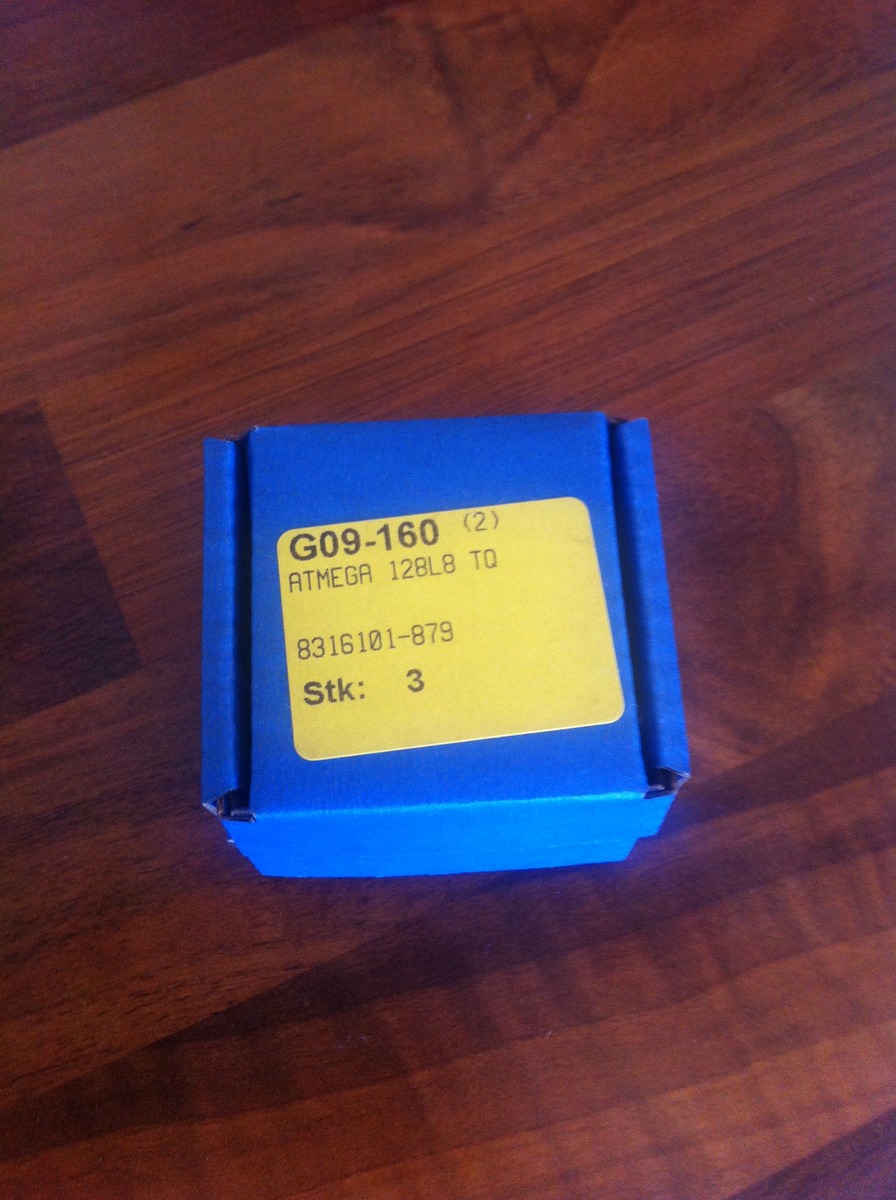 G09-160 (2)
ATMEGA 128L8 TQ
8316101-879
Stk: 3